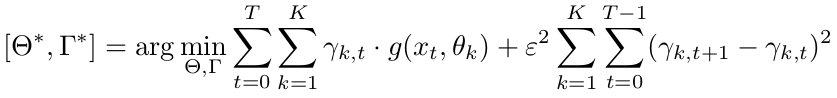 $[\Theta^*, \Gamma^*] = \arg\min_{\Theta,\Gamma} \sum_{t=0}^{T} \sum_{k=1}^{K} \gamma_{k,t} \cdot g(x_t, \theta_k) + \varepsilon^2 \sum_{k=1}^{K} \sum_{t=0}^{T-1} (\gamma_{k,t+1} - \gamma_{k,t})^2$